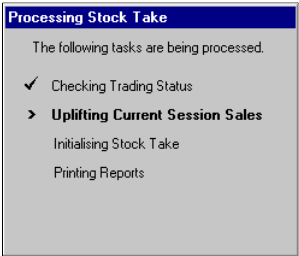 Processing Stock Take
The following tasks are being processed.
Checking Trading Status
Uplifting Current Session Sales
Initialising Stock Take
Printing Reports